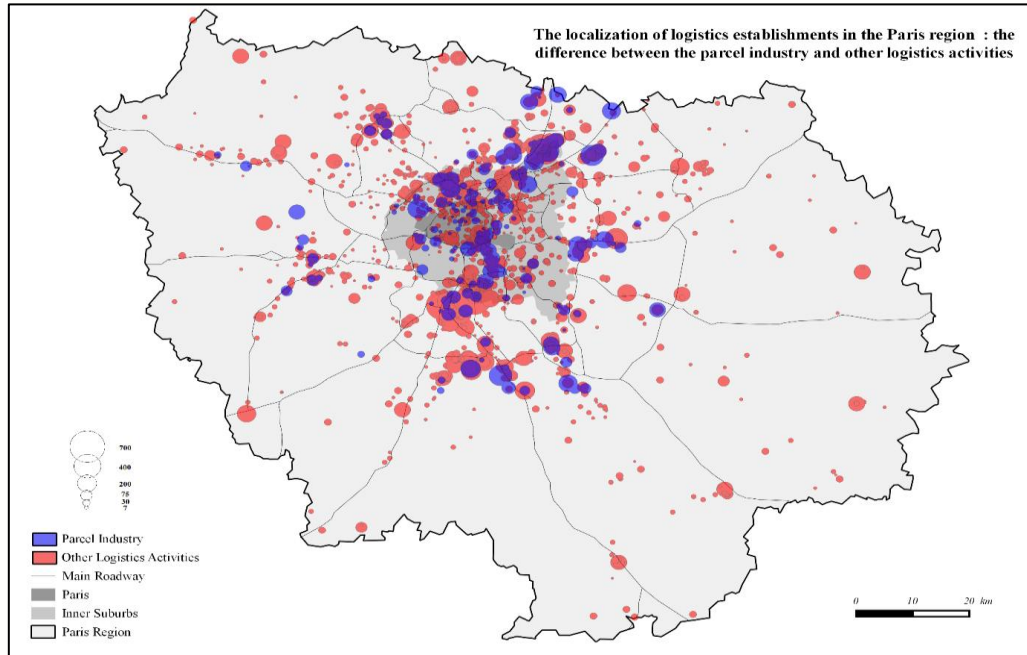 The localization of logistics establishments in the Paris region : the
difference between the parcel industry and other logistics activities
700
400
200
75
30
7
Parcel Industry
Other Logistics Activities
Main Roadway
Paris
Inner Suburbs
Paris Region
0 10 20 km